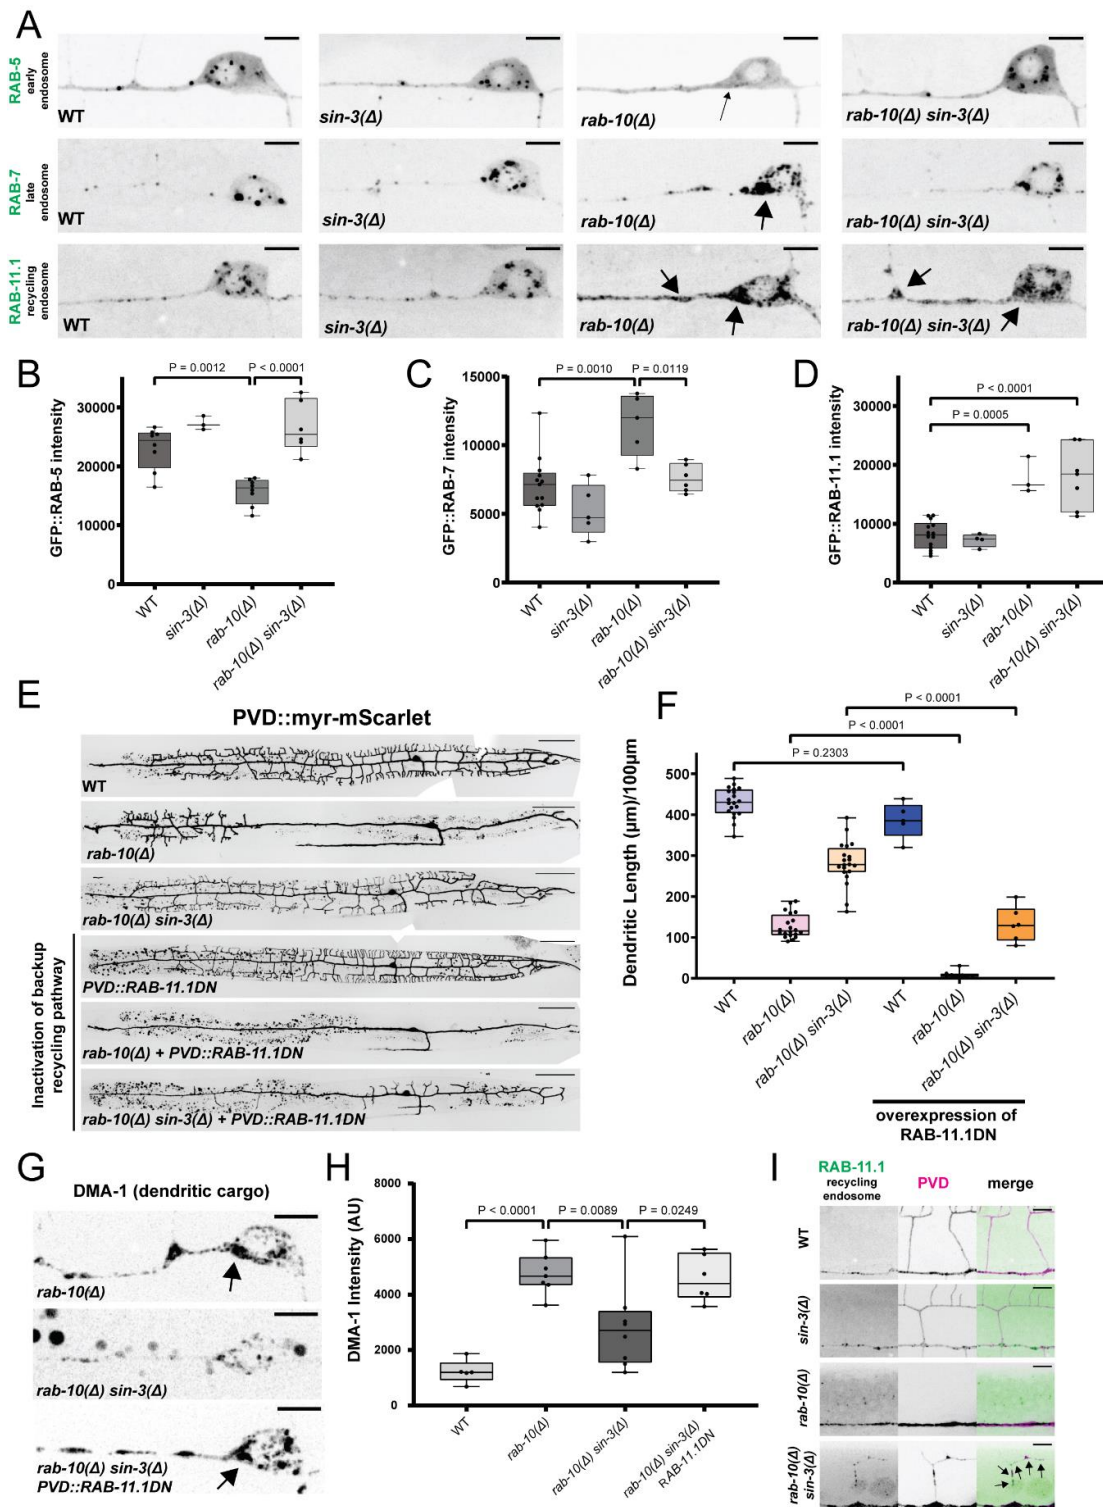 A
RAB-5
early
endosome
WT
sin-3(Δ)
rab-10(Δ)
rab-10(Δ) sin-3(Δ)
RAB-7
late
endosome
WT
sin-3(Δ)
rab-10(Δ)
rab-10(Δ) sin-3(Δ)
RAB-11.1
recycling
endosome
WT
sin-3(Δ)
rab-10(Δ)
rab-10(Δ) sin-3(Δ)
B
P = 0.0012
P < 0.0001
GFP::RAB-5 intensity
30000
20000
10000
0
WT
sin-3(Δ)
rab-10(Δ)
rab-10(Δ) sin-3(Δ)
C
P = 0.0010
P = 0.0119
GFP::RAB-7 intensity
15000
10000
5000
0
WT
sin-3(Δ)
rab-10(Δ)
rab-10(Δ) sin-3(Δ)
D
P < 0.0001
P = 0.0005
GFP::RAB-11.1 intensity
30000
20000
10000
0
WT
sin-3(Δ)
rab-10(Δ)
rab-10(Δ) sin-3(Δ)
E
PVD::myr-mScarlet
WT
rab-10(Δ)
rab-10(Δ) sin-3(Δ)
Inactivation of backup
recycling pathway
PVD::RAB-11.1DN
rab-10(Δ) + PVD::RAB-11.1DN
rab-10(Δ) sin-3(Δ) + PVD::RAB-11.1DN
F
P < 0.0001
P < 0.0001
P = 0.2303
Dendritic Length (µm)/100µm
500
400
300
200
100
0
WT
rab-10(Δ)
rab-10(Δ) sin-3(Δ)
WT
rab-10(Δ)
rab-10(Δ) sin-3(Δ)
overexpression of
RAB-11.1DN
G
DMA-1 (dendritic cargo)
rab-10(Δ)
rab-10(Δ) sin-3(Δ)
rab-10(Δ) sin-3(Δ)
PVD::RAB-11.1DN
H
P < 0.0001
P = 0.0089
P = 0.0249
DMA-1 Intensity (AU)
8000
6000
4000
2000
0
WT
rab-10(Δ)
rab-10(Δ) sin-3(Δ)
rab-10(Δ) sin-3(Δ)
RAB-11.1DN
I
RAB-11.1
recycling
endosome
PVD
merge
WT
sin-3(Δ)
rab-10(Δ)
rab-10(Δ)
sin-3(Δ)